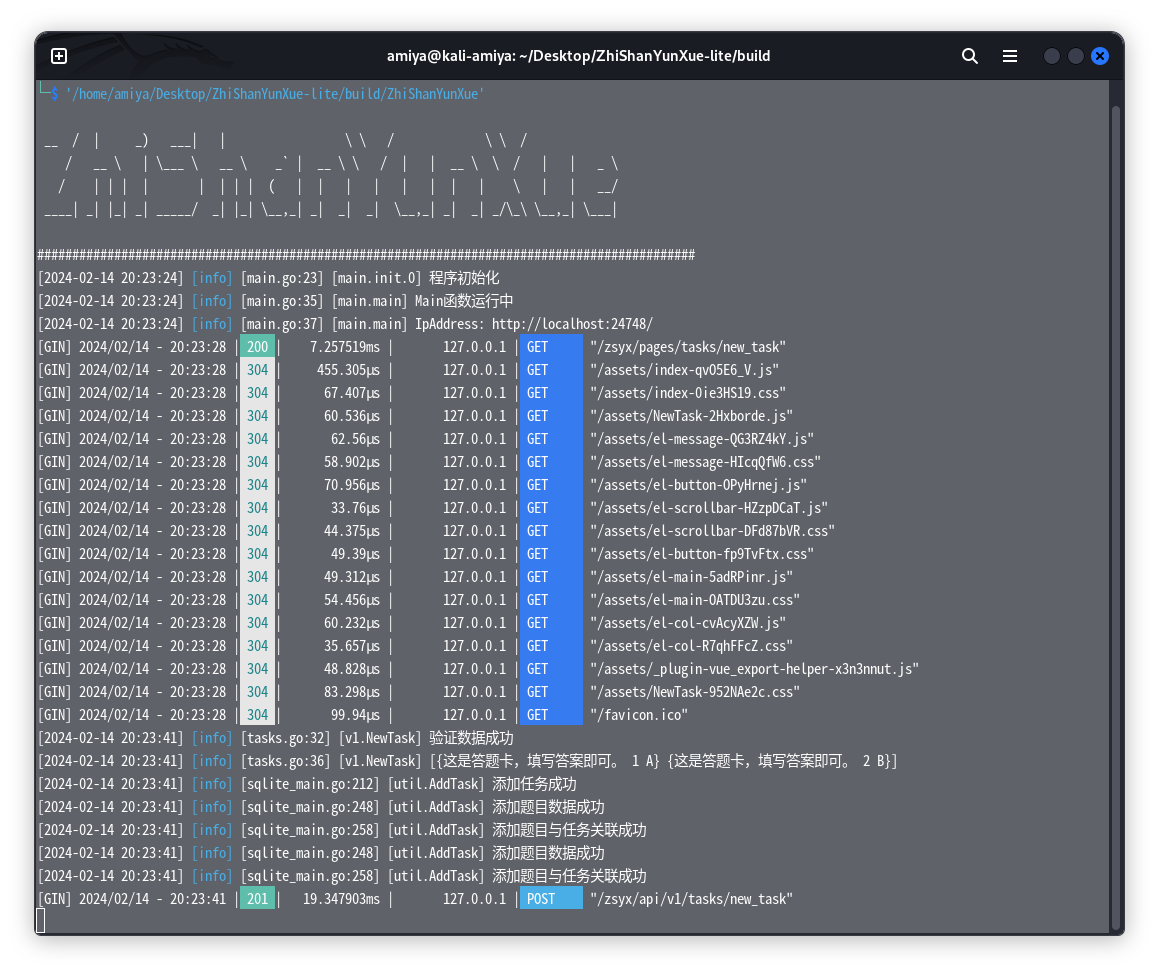 amiya@kali-amiya: ~/Desktop/ZhiShanYunXue-lite/build
└─$ '/home/amiya/Desktop/ZhiShanYunXue-lite/build/ZhiShanYunXue'
 __  /  |     _)   ___|   |                 \ \   /             \ \  /
    /   __ \   | \___ \   __ \    _` |  __ \ \   /  |   |  __ \  \  /   |   |   _ \
   /    | | |  |       |  | | |  (   |  |   |   |   |   |  |   |    \   |   |   __/
 ____| _| |_| _| _____/  _| |_| \__,_| _|  _|  _|  \__,_| _|  _| _/\_\ \__,_| \___|
##############################################################################################
[2024-02-14 20:23:24] [info] [main.go:23] [main.init.0] 程序初始化
[2024-02-14 20:23:24] [info] [main.go:35] [main.main] Main函数运行中
[2024-02-14 20:23:24] [info] [main.go:37] [main.main] IpAddress: http://localhost:24748/
[GIN] 2024/02/14 - 20:23:28 | 200 |    7.257519ms |       127.0.0.1 | GET      "/zsyx/pages/tasks/new_task"
[GIN] 2024/02/14 - 20:23:28 | 304 |     455.305µs |       127.0.0.1 | GET      "/assets/index-qvO5E6_V.js"
[GIN] 2024/02/14 - 20:23:28 | 304 |      67.407µs |       127.0.0.1 | GET      "/assets/index-0ie3HS19.css"
[GIN] 2024/02/14 - 20:23:28 | 304 |      60.536µs |       127.0.0.1 | GET      "/assets/NewTask-2Hxborde.js"
[GIN] 2024/02/14 - 20:23:28 | 304 |       62.56µs |       127.0.0.1 | GET      "/assets/el-message-QG3RZ4kY.js"
[GIN] 2024/02/14 - 20:23:28 | 304 |      58.902µs |       127.0.0.1 | GET      "/assets/el-message-HIcqQfW6.css"
[GIN] 2024/02/14 - 20:23:28 | 304 |      70.956µs |       127.0.0.1 | GET      "/assets/el-button-OPyHrnej.js"
[GIN] 2024/02/14 - 20:23:28 | 304 |       33.76µs |       127.0.0.1 | GET      "/assets/el-scrollbar-HZzpDCaT.js"
[GIN] 2024/02/14 - 20:23:28 | 304 |      44.375µs |       127.0.0.1 | GET      "/assets/el-scrollbar-DFd87bVR.css"
[GIN] 2024/02/14 - 20:23:28 | 304 |       49.39µs |       127.0.0.1 | GET      "/assets/el-button-fp9TvFtx.css"
[GIN] 2024/02/14 - 20:23:28 | 304 |      49.312µs |       127.0.0.1 | GET      "/assets/el-main-5adRPinr.js"
[GIN] 2024/02/14 - 20:23:28 | 304 |      54.456µs |       127.0.0.1 | GET      "/assets/el-main-OATDU3zu.css"
[GIN] 2024/02/14 - 20:23:28 | 304 |      60.232µs |       127.0.0.1 | GET      "/assets/el-col-cvAcyXZW.js"
[GIN] 2024/02/14 - 20:23:28 | 304 |      35.657µs |       127.0.0.1 | GET      "/assets/el-col-R7qhFFcZ.css"
[GIN] 2024/02/14 - 20:23:28 | 304 |      48.828µs |       127.0.0.1 | GET      "/assets/_plugin-vue_export-helper-x3n3nnut.js"
[GIN] 2024/02/14 - 20:23:28 | 304 |      83.298µs |       127.0.0.1 | GET      "/assets/NewTask-952NAe2c.css"
[GIN] 2024/02/14 - 20:23:28 | 304 |       99.94µs |       127.0.0.1 | GET      "/favicon.ico"
[2024-02-14 20:23:41] [info] [tasks.go:32] [v1.NewTask] 验证数据成功
[2024-02-14 20:23:41] [info] [tasks.go:36] [v1.NewTask] [{这是答题卡，填写答案即可。 1 A} {这是答题卡，填写答案即可。 2 B}]
[2024-02-14 20:23:41] [info] [sqlite_main.go:212] [util.AddTask] 添加任务成功
[2024-02-14 20:23:41] [info] [sqlite_main.go:248] [util.AddTask] 添加题目数据成功
[2024-02-14 20:23:41] [info] [sqlite_main.go:258] [util.AddTask] 添加题目与任务关联成功
[2024-02-14 20:23:41] [info] [sqlite_main.go:248] [util.AddTask] 添加题目数据成功
[2024-02-14 20:23:41] [info] [sqlite_main.go:258] [util.AddTask] 添加题目与任务关联成功
[GIN] 2024/02/14 - 20:23:41 | 201 |   19.347903ms |       127.0.0.1 | POST     "/zsyx/api/v1/tasks/new_task"